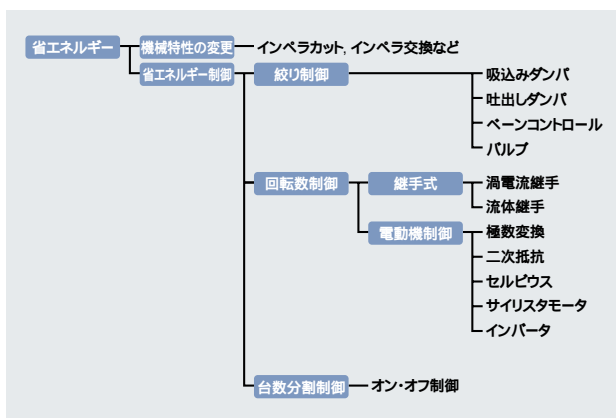 省エネルギー
機械特性の変更
インペラカット, インペラ交換など
省エネルギー制御
絞り制御
吸込みダンパ
吐出しダンパ
ベーンコントロール
バルブ
回転数制御
継手式
渦電流継手
流体継手
電動機制御
極数変換
二次抵抗
セルビウス
サイリスタモータ
インバータ
台数分割制御
オン・オフ制御